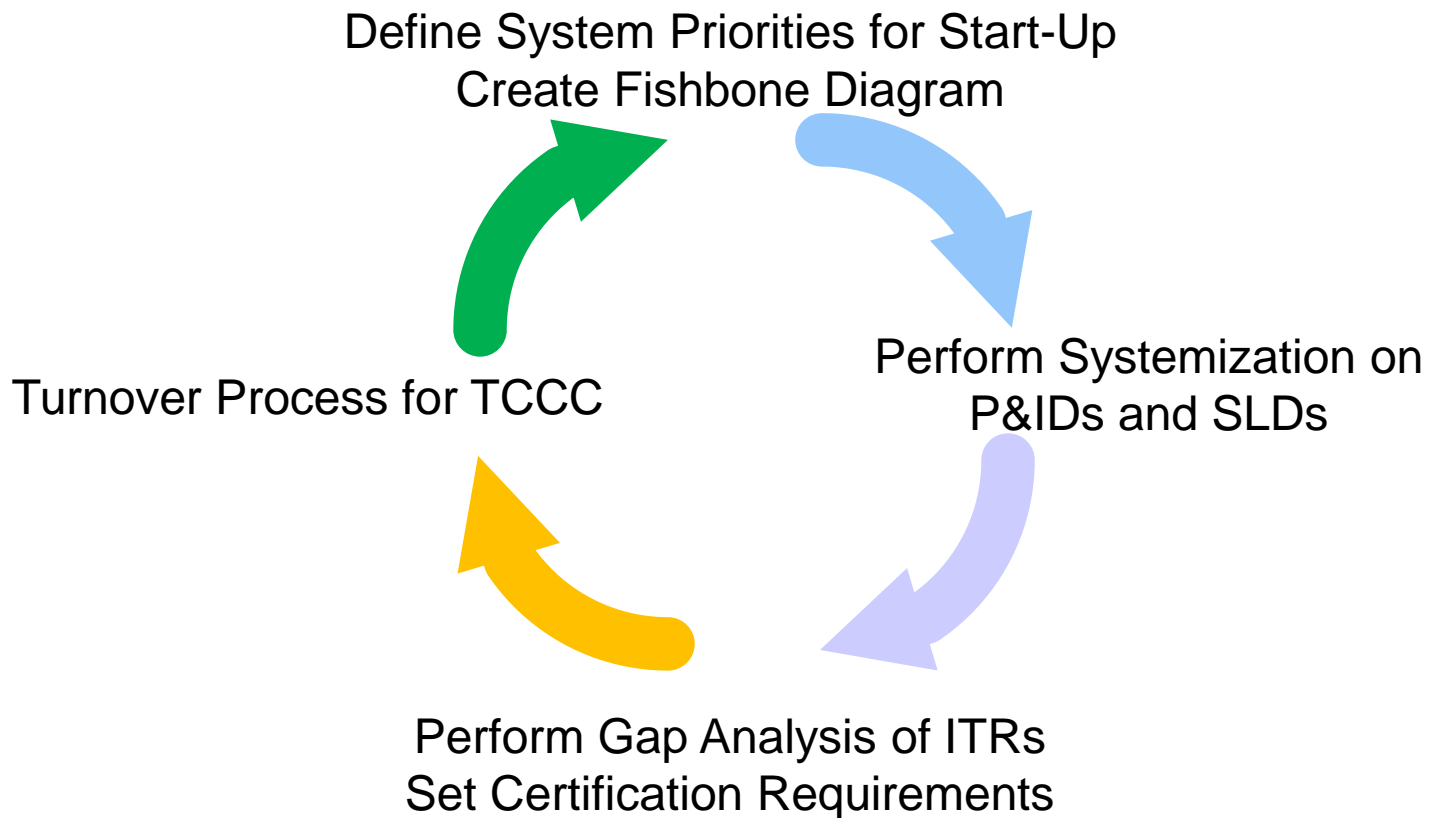 Define System Priorities for Start-Up
Create Fishbone Diagram
Perform Systemization on
P&IDs and SLDs
Perform Gap Analysis of ITRs
Set Certification Requirements
Turnover Process for TCCC